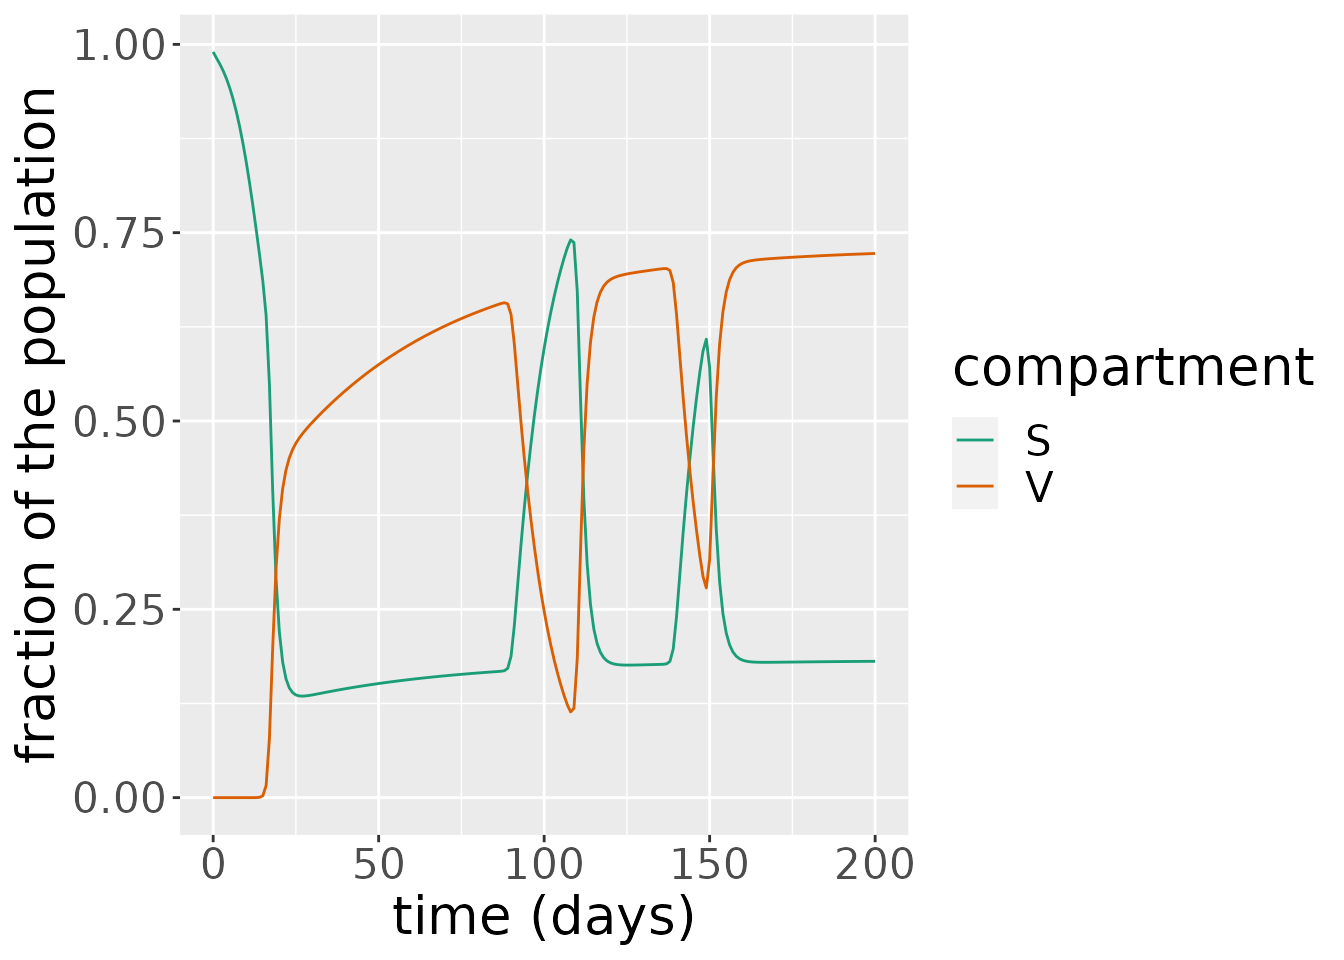 fraction of the population
1.00
0.75
0.50
0.25
0.00
0 50 100 150 200
time (days)
compartment
S
V